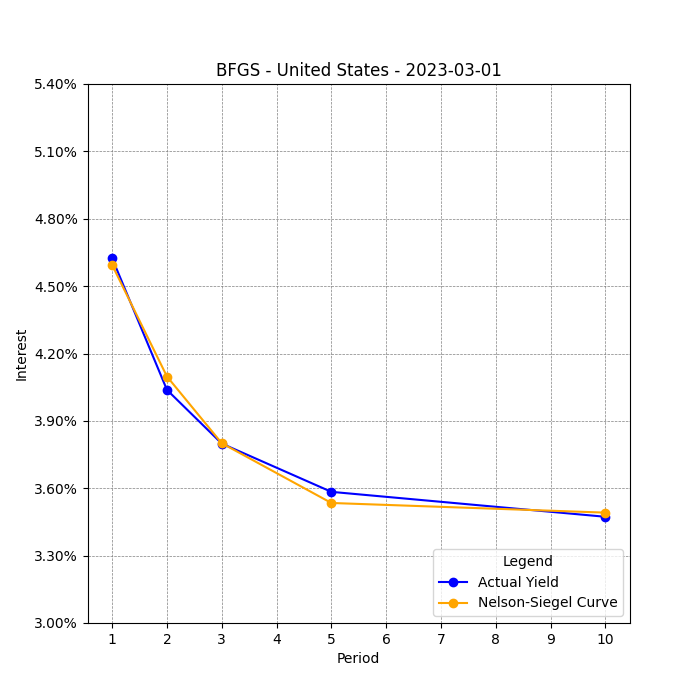 BFGS - United States - 2023-03-01
5.40%
5.10%
4.80%
4.50%
4.20%
3.90%
3.60%
3.30%
3.00%
Interest
1 2 3 4 5 6 7 8 9 10
Period
Legend
Actual Yield
Nelson-Siegel Curve